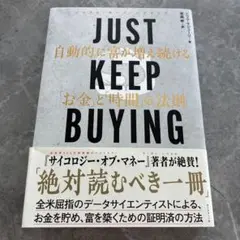 JUST
自動的に富が増え続ける
KEEP
「お金」と「時間」の法則
BUYING
『サイコロジー・オブ・マネー』著者が絶賛!
「絶対読むべき一冊」
全米屈指のデータサイエンティストによる、
お金を貯め、富を築くための証明済の方法